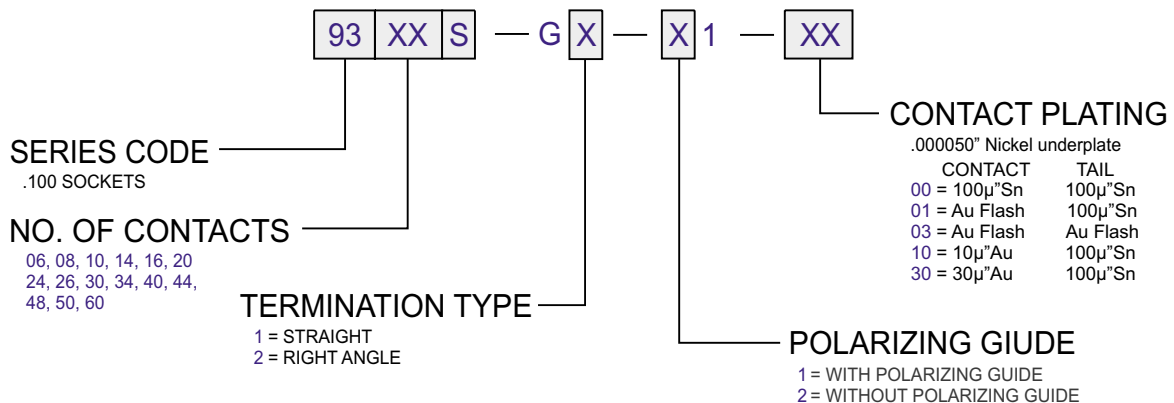 93 XX S — G X — X 1 — XX
SERIES CODE
.100 SOCKETS
NO. OF CONTACTS
06, 08, 10, 14, 16, 20
24, 26, 30, 34, 40, 44,
48, 50, 60
TERMINATION TYPE
1 = STRAIGHT
2 = RIGHT ANGLE
CONTACT PLATING
.000050” Nickel underplate
CONTACT TAIL
00 = 100µ”Sn 100µ”Sn
01 = Au Flash 100µ”Sn
03 = Au Flash Au Flash
10 = 10µ”Au 100µ”Sn
30 = 30µ”Au 100µ”Sn
POLARIZING GIUDE
1 = WITH POLARIZING GUIDE
2 = WITHOUT POLARIZING GUIDE